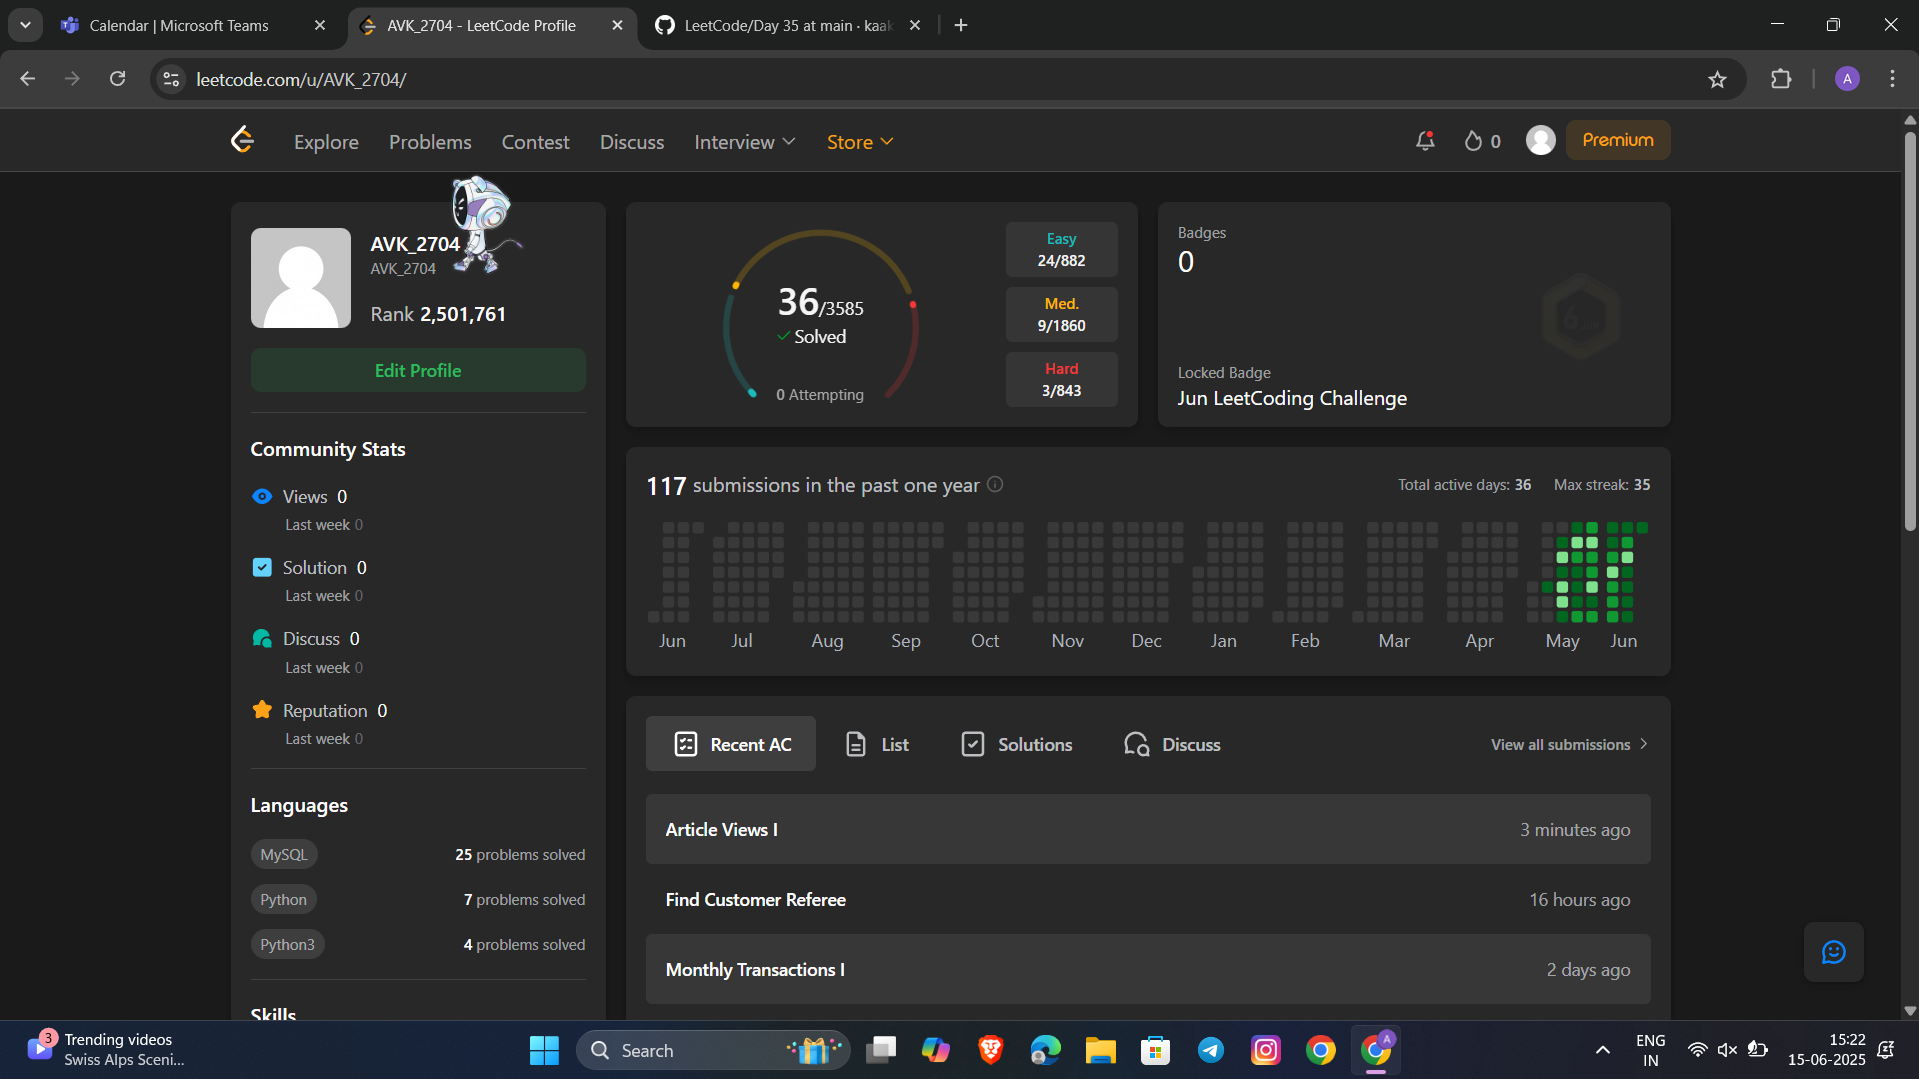 Calendar | Microsoft Teams
AVK_2704 - LeetCode Profile
LeetCode/Day 35 at main · kaak
leetcode.com/u/AVK_2704/
A
Explore
Problems
Contest
Discuss
Interview
Store
0
Premium
AVK_2704
AVK_2704
Rank 2,501,761
Edit Profile
Community Stats
Views 0
Last week 0
Solution 0
Last week 0
Discuss 0
Last week 0
Reputation 0
Last week 0
Languages
MySQL 25 problems solved
Python 7 problems solved
Python3 4 problems solved
Skills
36/3585
Solved
0 Attempting
Easy
24/882
Med.
9/1860
Hard
3/843
Badges
0
Locked Badge
Jun LeetCoding Challenge
117 submissions in the past one year
Total active days: 36 Max streak: 35
Jun Jul Aug Sep Oct Nov Dec Jan Feb Mar Apr May Jun
Recent AC
List
Solutions
Discuss
View all submissions
Article Views I 3 minutes ago
Find Customer Referee 16 hours ago
Monthly Transactions I 2 days ago
3
Trending videos
Swiss Alps Sceni...
Search
A
ENG
IN
15:22
15-06-2025